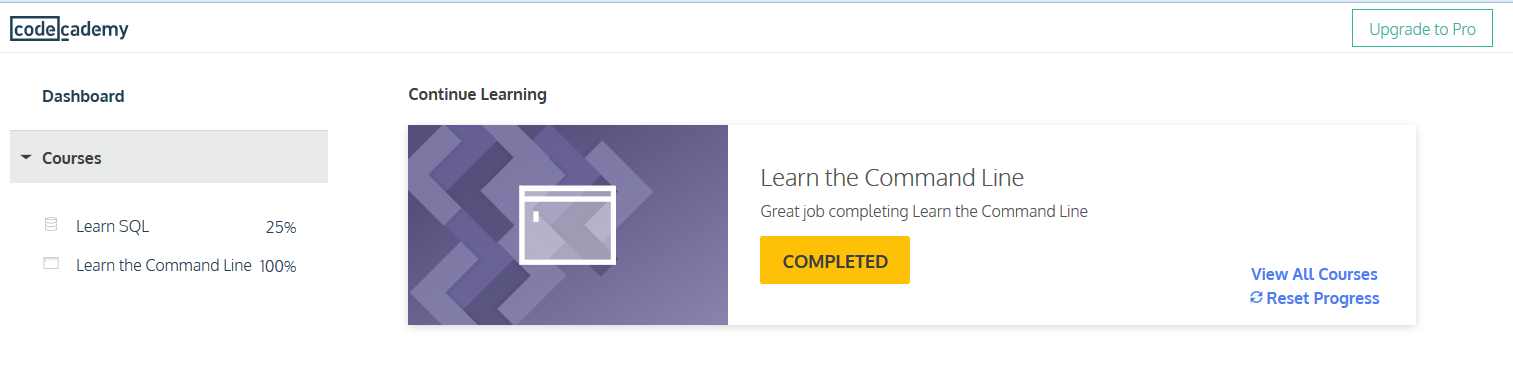 codecademy
Upgrade to Pro
Dashboard
Courses
Learn SQL 25%
Learn the Command Line 100%
Continue Learning
Learn the Command Line
Great job completing Learn the Command Line
COMPLETED
View All Courses
Reset Progress